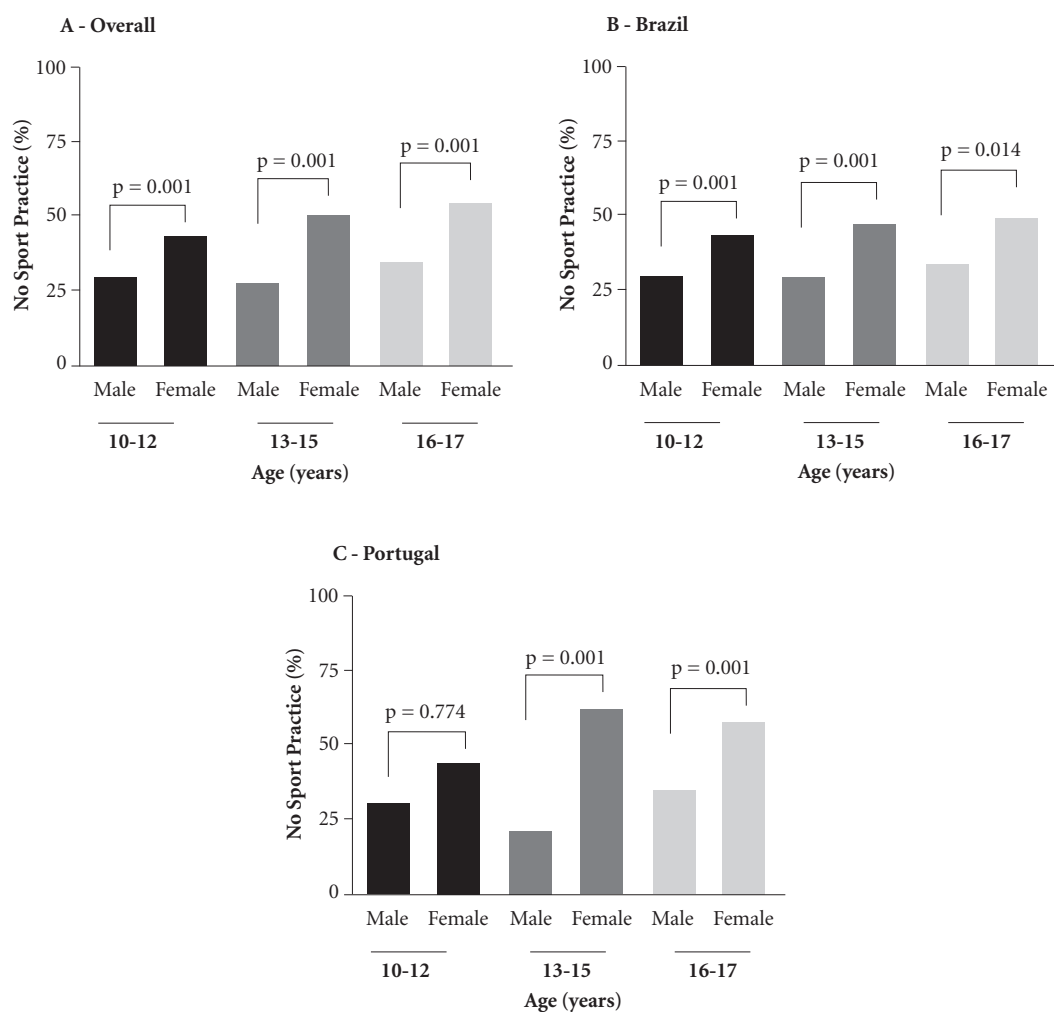 A - Overall
No Sport Practice (%)
100
75
50
25
0
p = 0.001
p = 0.001
p = 0.001
Male Female Male Female Male Female
10-12 13-15 16-17
Age (years)
B - Brazil
No Sport Practice (%)
100
75
50
25
0
p = 0.001
p = 0.001
p = 0.014
Male Female Male Female Male Female
10-12 13-15 16-17
Age (years)
C - Portugal
No Sport Practice (%)
100
75
50
25
0
p = 0.774
p = 0.001
p = 0.001
Male Female Male Female Male Female
10-12 13-15 16-17
Age (years)